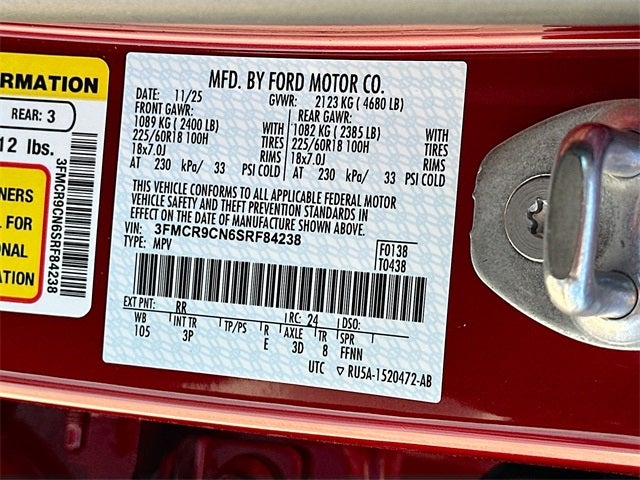 ORMATION
REAR: 3
12 lbs.
3FMCR9CN6SRF84238
NERS
L FOR
ONAL
ATION
MFD. BY FORD MOTOR CO.
DATE: 11/25 GVWR: 2123 KG ( 4680 LB)
FRONT GAWR: REAR GAWR:
1089 KG ( 2400 LB) WITH 1082 KG ( 2385 LB) WITH
225/60R18 100H TIRES 225/60R18 100H TIRES
18x7.0J RIMS 18x7.0J RIMS
AT 230 kPa/ 33 PSI COLD AT 230 kPa/ 33 PSI COLD
THIS VEHICLE CONFORMS TO ALL APPLICABLE FEDERAL MOTOR
VEHICLE SAFETY AND THEFT PREVENTION STANDARDS IN
EFFECT ON THE DATE OF MANUFACTURE SHOWN ABOVE.
VIN: 3FMCR9CN6SRF84238 F0138
TYPE: MPV T0438
EXT PNT: RR RC: 24 DSO:
WB INT TR TP/PS R AXLE TR SPR
105 3P E 3D 8 FFNN
UTC ▽ RU5A-1520472-AB